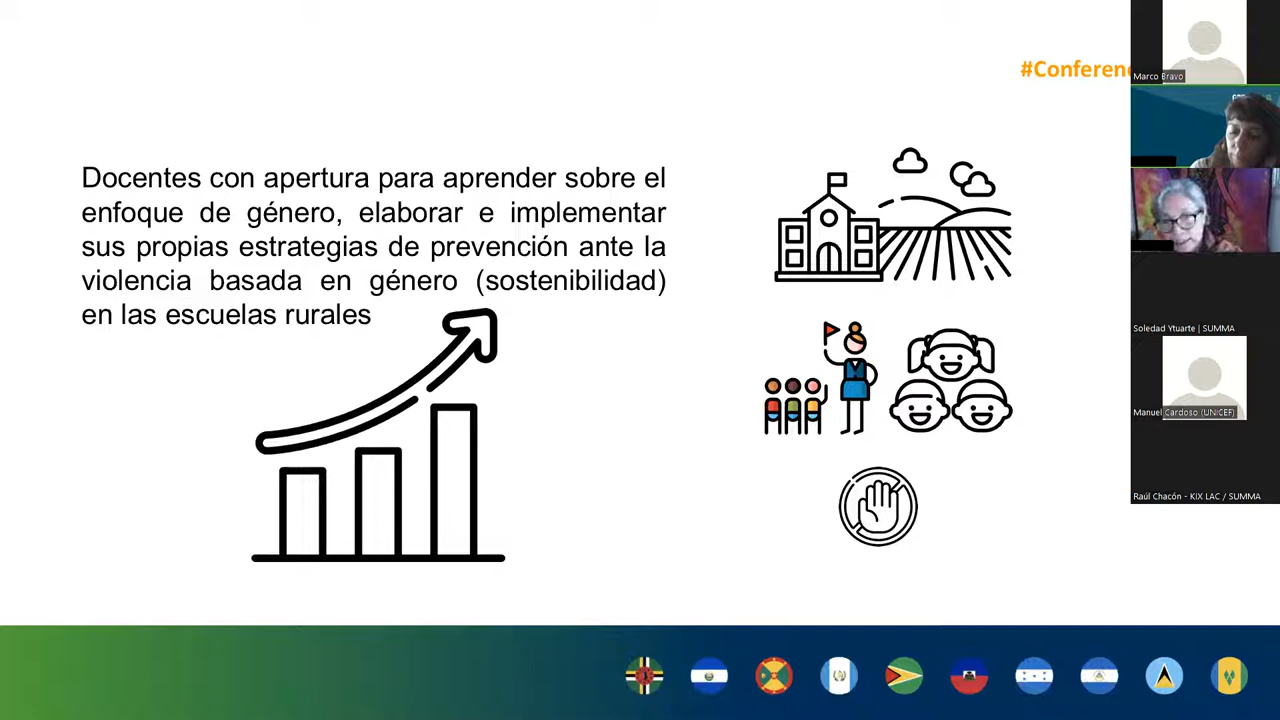 #Conferen
Docentes con apertura para aprender sobre el
enfoque de género, elaborar e implementar
sus propias estrategias de prevención ante la
violencia basada en género (sostenibilidad)
en las escuelas rurales
Marco Bravo
Soledad Ytuarte | SUMMA
Manuel Cardoso (UNICEF)
Raúl Chacón - KIX LAC / SUMMA